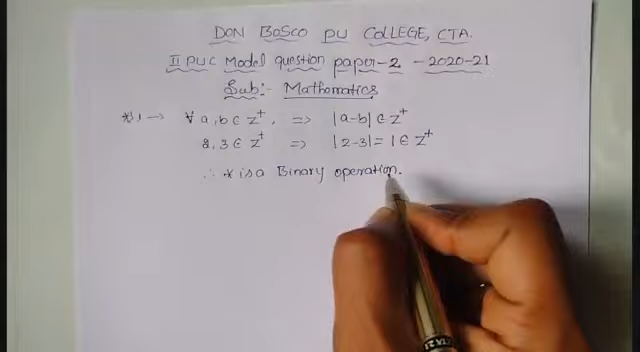 DON BOSCO PU COLLEGE, CTA.
II PUC Model question paper-2 - 2020-21
Sub:- Mathematics
*1 → ∀ a, b ∈ Z⁺, ⇒ |a-b| ∈ Z⁺
2, 3 ∈ Z⁺ ⇒ |2-3| = 1 ∈ Z⁺
∴ * is a Binary operation.